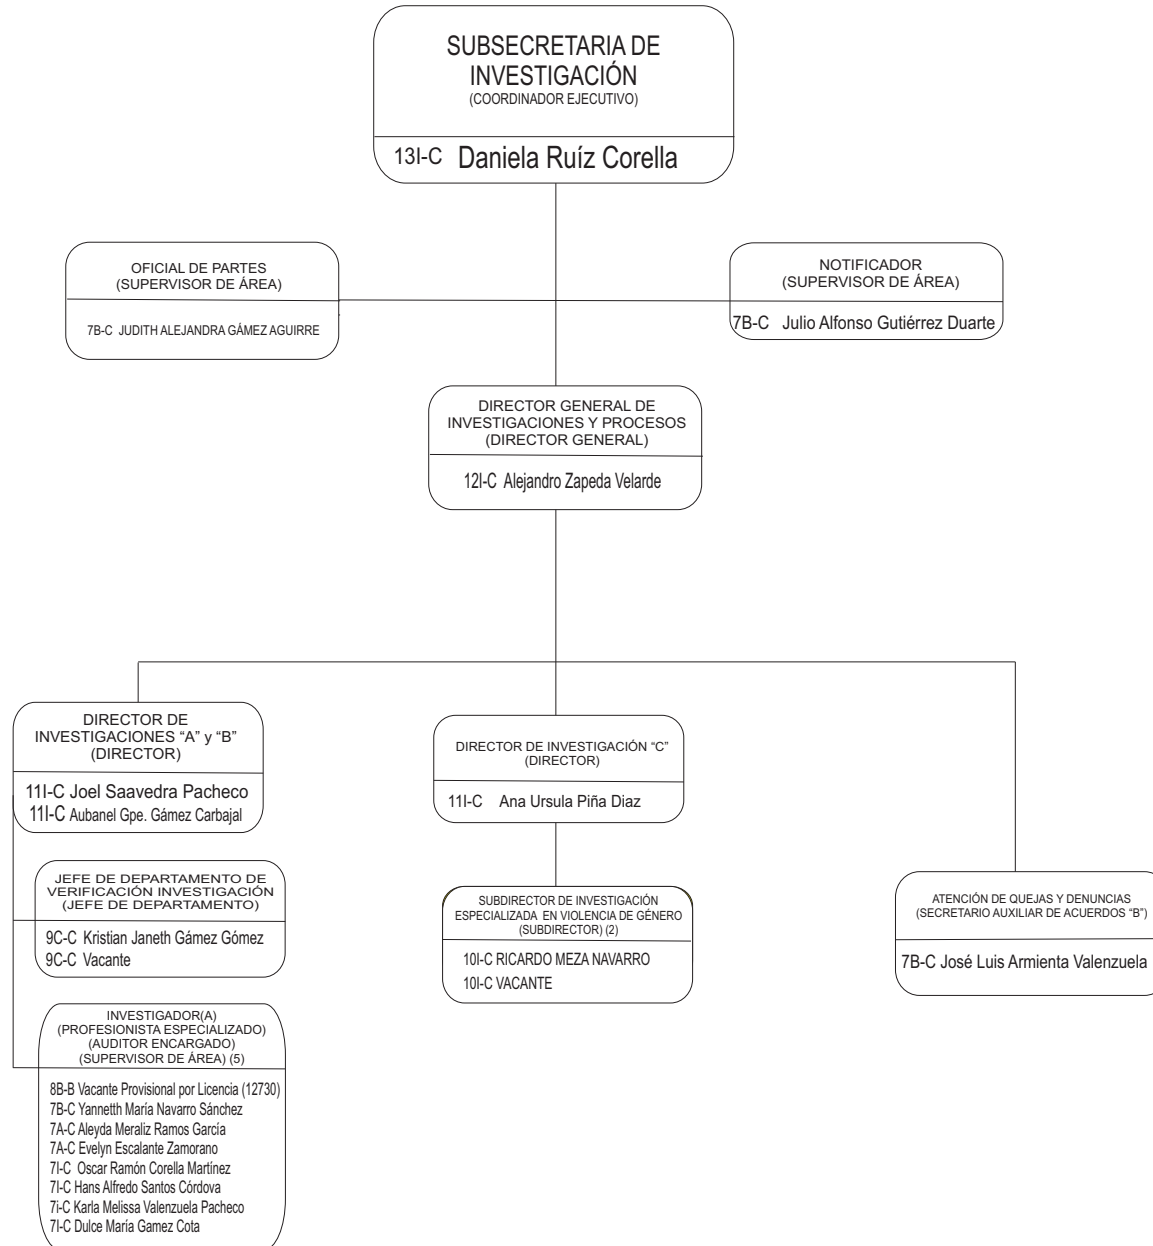 SUBSECRETARIA DE
INVESTIGACIÓN
(COORDINADOR EJECUTIVO)
13I-C Daniela Ruíz Corella
OFICIAL DE PARTES
(SUPERVISOR DE ÁREA)
7B-C JUDITH ALEJANDRA GÁMEZ AGUIRRE
NOTIFICADOR
(SUPERVISOR DE ÁREA)
7B-C Julio Alfonso Gutiérrez Duarte
DIRECTOR GENERAL DE
INVESTIGACIONES Y PROCESOS
(DIRECTOR GENERAL)
12I-C Alejandro Zapeda Velarde
DIRECTOR DE
INVESTIGACIONES “A” y “B”
(DIRECTOR)
11I-C Joel Saavedra Pacheco
11I-C Aubanel Gpe. Gámez Carbajal
JEFE DE DEPARTAMENTO DE
VERIFICACIÓN INVESTIGACIÓN
(JEFE DE DEPARTAMENTO)
9C-C Kristian Janeth Gámez Gómez
9C-C Vacante
INVESTIGADOR(A)
(PROFESIONISTA ESPECIALIZADO)
(AUDITOR ENCARGADO)
(SUPERVISOR DE ÁREA) (5)
8B-B Vacante Provisional por Licencia (12730)
7B-C Yannetth María Navarro Sánchez
7A-C Aleyda Meraliz Ramos García
7A-C Evelyn Escalante Zamorano
7I-C Oscar Ramón Corella Martínez
7I-C Hans Alfredo Santos Córdova
7i-C Karla Melissa Valenzuela Pacheco
7I-C Dulce María Gamez Cota
DIRECTOR DE INVESTIGACIÓN “C”
(DIRECTOR)
11I-C Ana Ursula Piña Diaz
SUBDIRECTOR DE INVESTIGACIÓN
ESPECIALIZADA EN VIOLENCIA DE GÉNERO
(SUBDIRECTOR) (2)
10I-C RICARDO MEZA NAVARRO
10I-C VACANTE
ATENCIÓN DE QUEJAS Y DENUNCIAS
(SECRETARIO AUXILIAR DE ACUERDOS “B”)
7B-C José Luis Armienta Valenzuela